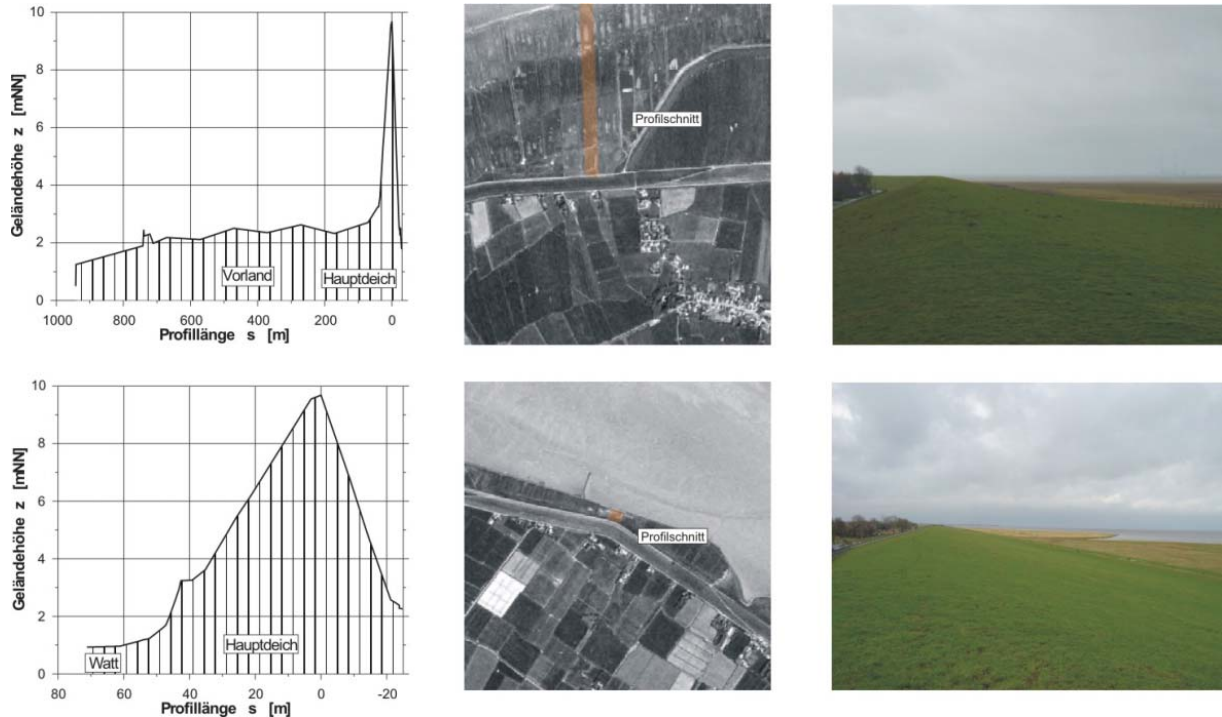 Geländehöhe z [mNN]
10
8
6
4
2
0
Vorland
Hauptdeich
1000 800 600 400 200 0
Profillänge s [m]
Profilschnitt
Geländehöhe z [mNN]
10
8
6
4
2
0
Watt
Hauptdeich
80 60 40 20 0 -20
Profillänge s [m]
Profilschnitt